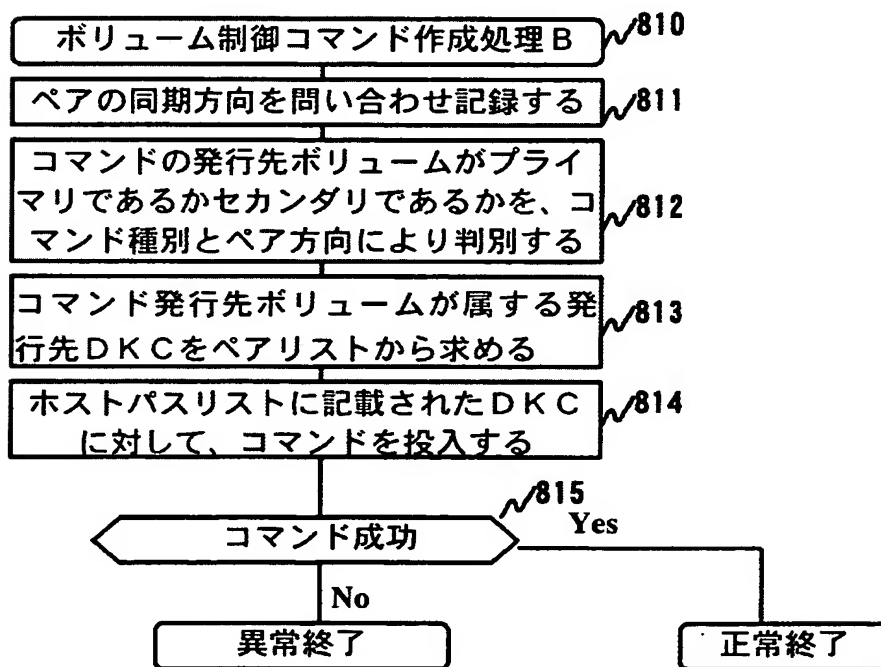 ボリューム制御コマンド作成処理B
810
ペアの同期方向を問い合わせ記録する
811
コマンドの発行先ボリュームがプライ
マリであるかセカンダリであるかを、コ
マンド種別とペア方向により判別する
812
コマンド発行先ボリュームが属する発
行先DKCをペアリストから求める
813
ホストパスリストに記載されたDKC
に対して、コマンドを投入する
814
815
コマンド成功
Yes
No
異常終了
正常終了